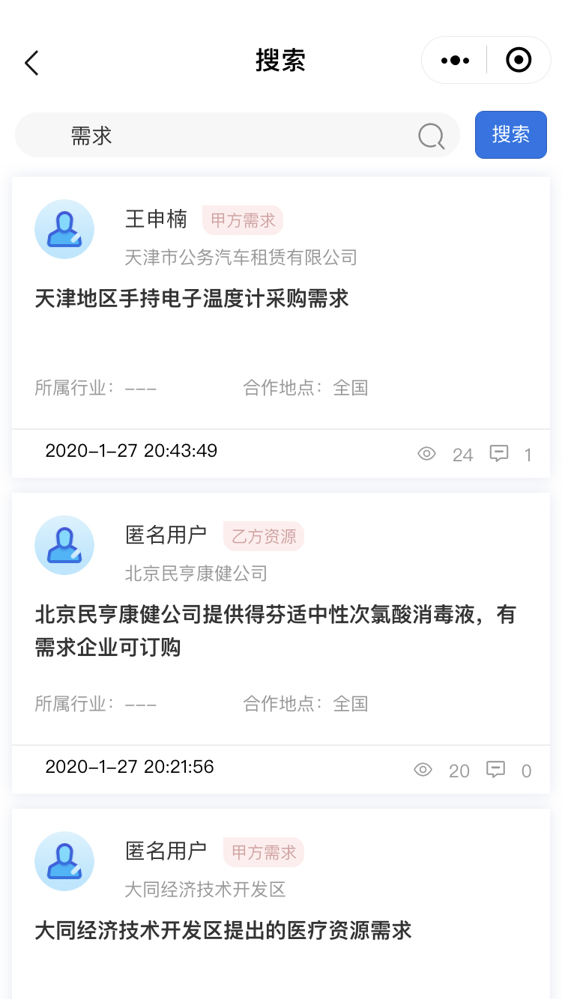 搜索
需求
搜索
王申楠 甲方需求
天津市公务汽车租赁有限公司
天津地区手持电子温度计采购需求
所属行业：--- 合作地点：全国
2020-1-27 20:43:49 24 1
匿名用户 乙方资源
北京民亨康健公司
北京民亨康健公司提供得芬适中性次氯酸消毒液，有
需求企业可订购
所属行业：--- 合作地点：全国
2020-1-27 20:21:56 20 0
匿名用户 甲方需求
大同经济技术开发区
大同经济技术开发区提出的医疗资源需求